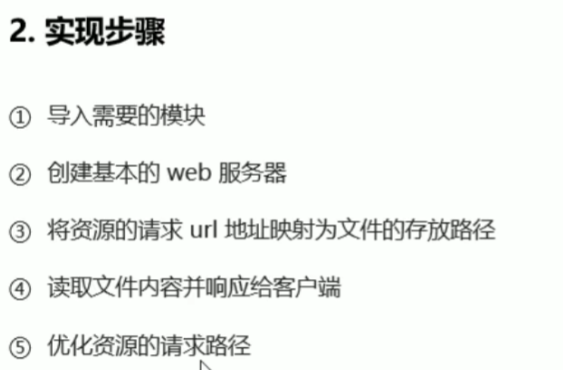 2. 实现步骤
① 导入需要的模块
② 创建基本的 web 服务器
③ 将资源的请求 url 地址映射为文件的存放路径
④ 读取文件内容并响应给客户端
⑤ 优化资源的请求路径